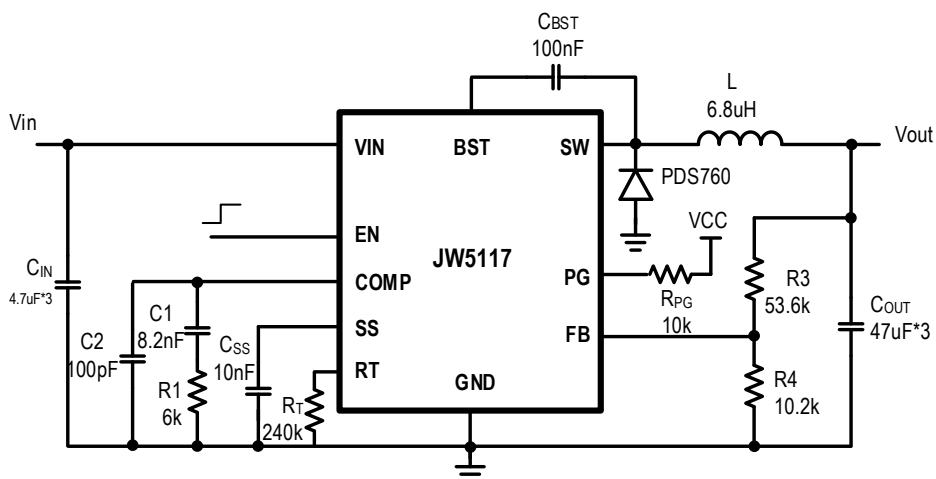 CBST
100nF
L
6.8uH
Vin
Vout
VIN
BST
SW
PDS760
VCC
EN
JW5117
COMP
PG
RPG
10k
R3
53.6k
CIN
4.7uF*3
C1
8.2nF
C2
100pF
CSS
10nF
SS
FB
COUT
47uF*3
R1
6k
RT
240k
RT
GND
R4
10.2k